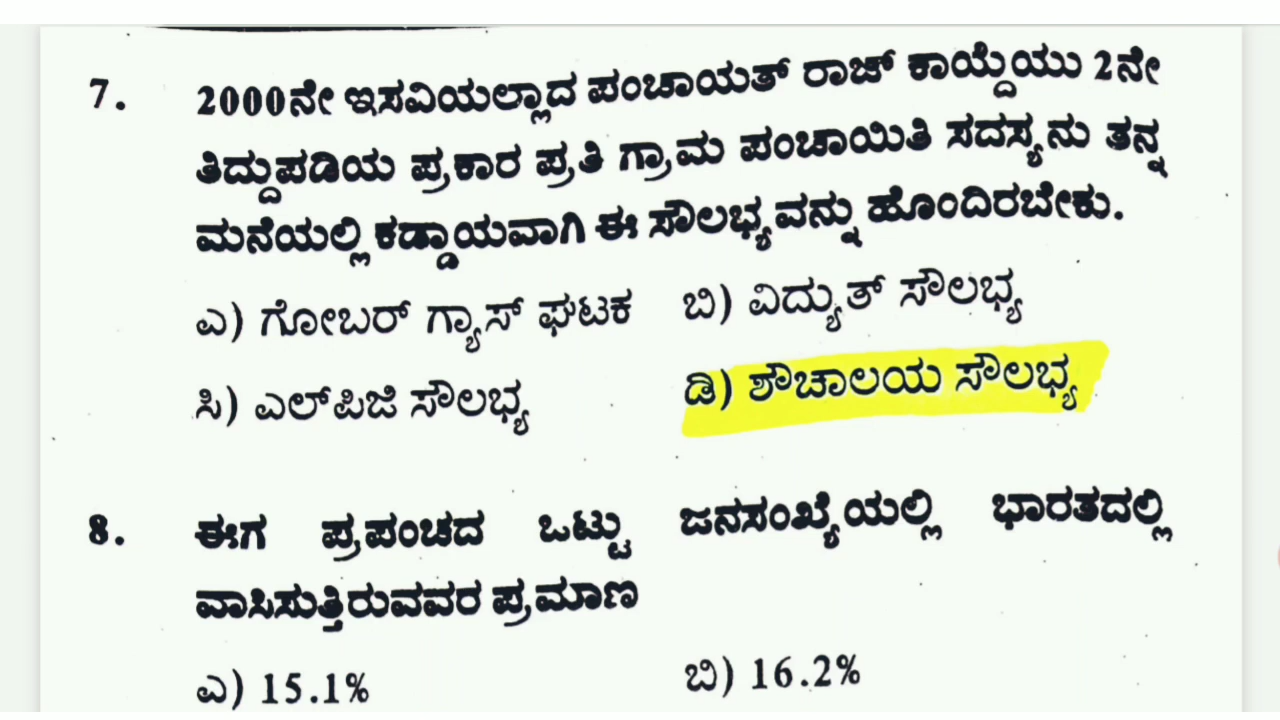 7. 2000ನೇ ಇಸವಿಯಲ್ಲಾದ ಪಂಚಾಯತ್ ರಾಜ್ ಕಾಯ್ದೆಯು 2ನೇ
ತಿದ್ದುಪಡಿಯ ಪ್ರಕಾರ ಪ್ರತಿ ಗ್ರಾಮ ಪಂಚಾಯಿತಿ ಸದಸ್ಯನು ತನ್ನ
ಮನೆಯಲ್ಲಿ ಕಡ್ಡಾಯವಾಗಿ ಈ ಸೌಲಭ್ಯವನ್ನು ಹೊಂದಿರಬೇಕು.
ಎ) ಗೋಬರ್ ಗ್ಯಾಸ್ ಘಟಕ ಬಿ) ವಿದ್ಯುತ್ ಸೌಲಭ್ಯ
ಸಿ) ಎಲ್‌ಪಿಜಿ ಸೌಲಭ್ಯ ಡಿ) ಶೌಚಾಲಯ ಸೌಲಭ್ಯ
8. ಈಗ ಪ್ರಪಂಚದ ಒಟ್ಟು ಜನಸಂಖ್ಯೆಯಲ್ಲಿ ಭಾರತದಲ್ಲಿ
ವಾಸಿಸುತ್ತಿರುವವರ ಪ್ರಮಾಣ
ಎ) 15.1% ಬಿ) 16.2%